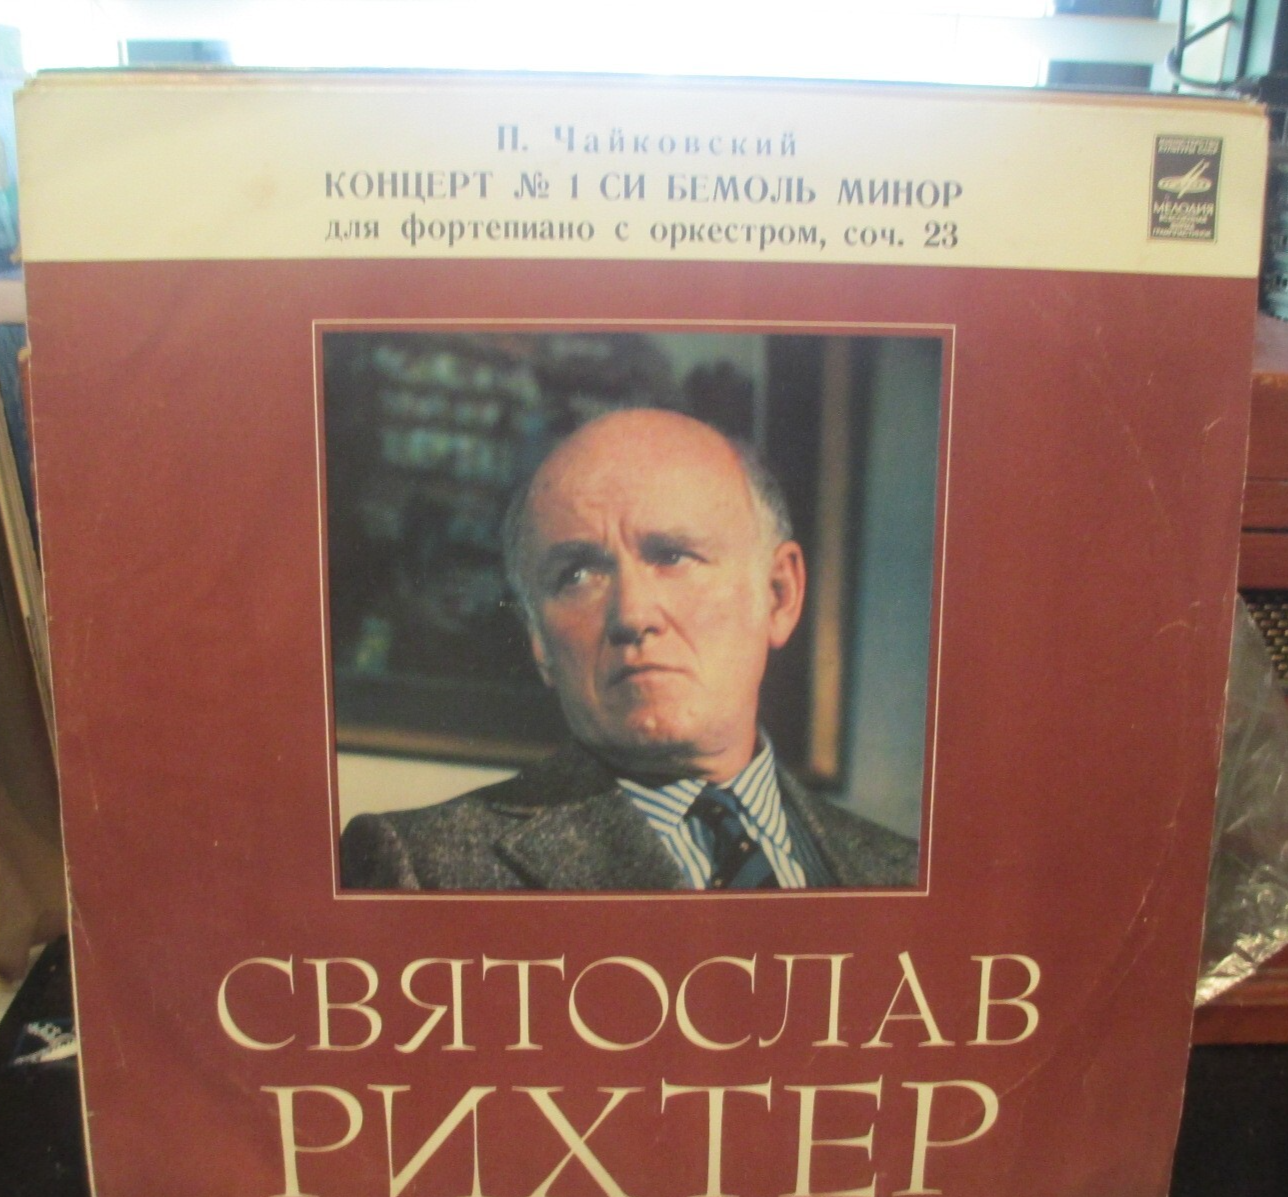 П. Чайковский
КОНЦЕРТ № 1 СИ БЕМОЛЬ МИНОР
для фортепиано с оркестром, соч. 23
МЕЛОДИЯ
СВЯТОСЛАВ
РИХТЕР